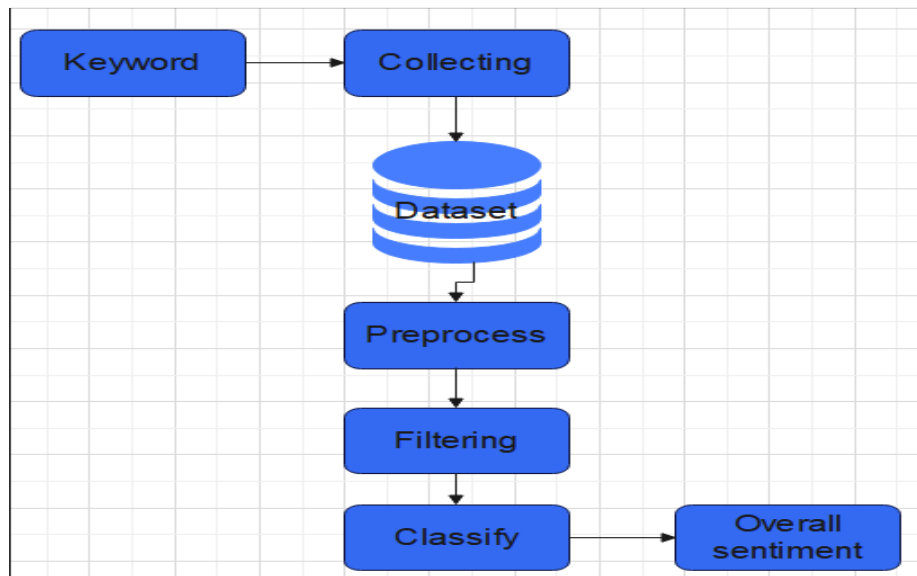 Keyword
Collecting
Dataset
Preprocess
Filtering
Classify
Overall
sentiment